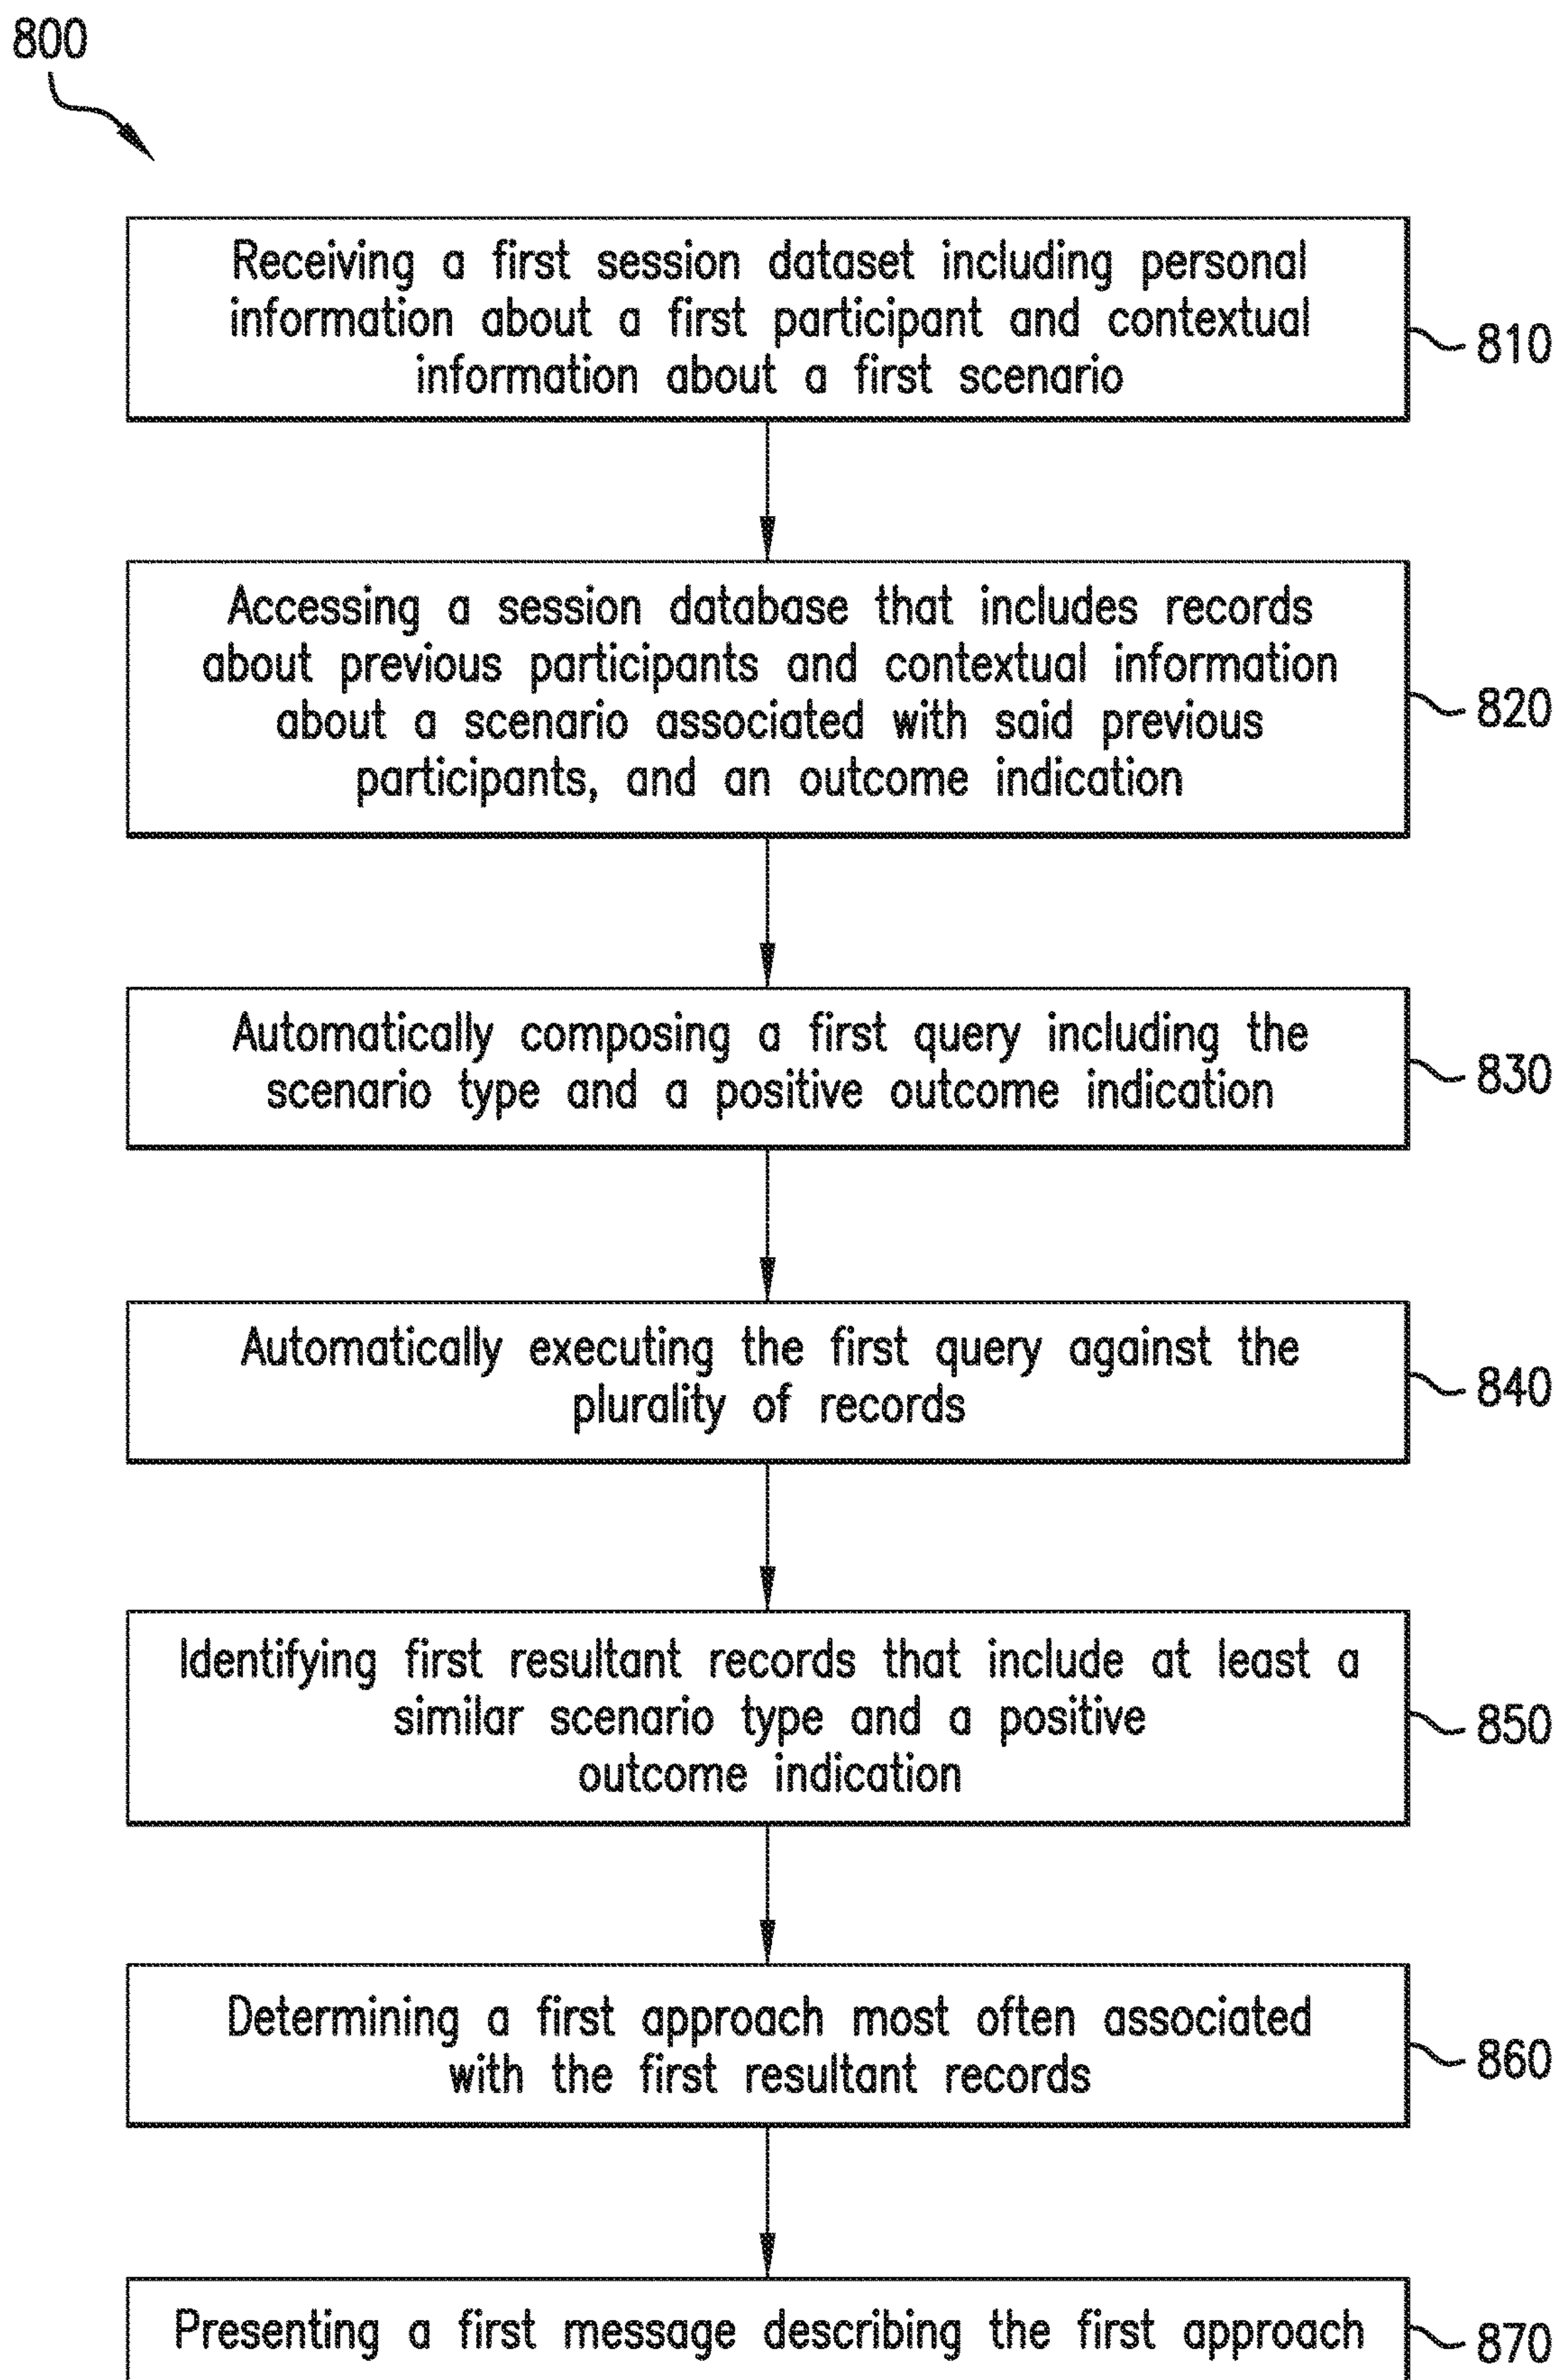 800
Receiving a first session dataset including personal
information about a first participant and contextual
information about a first scenario
810
Accessing a session database that includes records
about previous participants and contextual information
about a scenario associated with said previous
participants, and an outcome indication
820
Automatically composing a first query including the
scenario type and a positive outcome indication
830
Automatically executing the first query against the
plurality of records
840
Identifying first resultant records that include at least a
similar scenario type and a positive
outcome indication
850
Determining a first approach most often associated
with the first resultant records
860
Presenting a first message describing the first approach
870